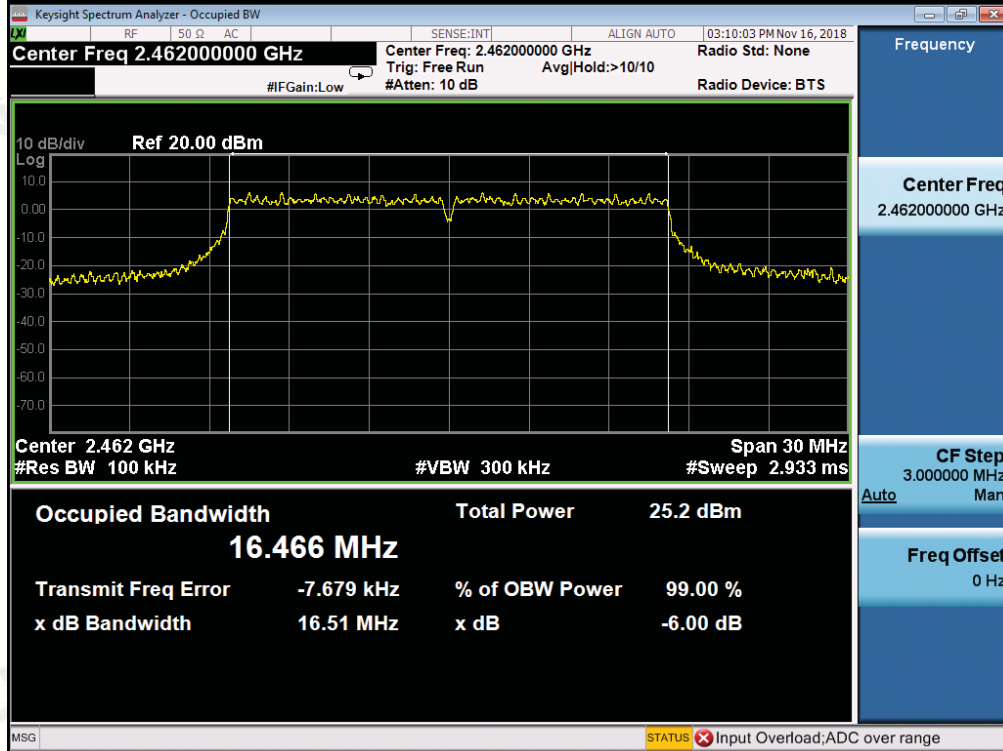 Keysight Spectrum Analyzer - Occupied BW
LXI RF 50 Ω AC SENSE:INT ALIGN AUTO 03:10:03 PM Nov 16, 2018
Center Freq 2.462000000 GHz
Center Freq: 2.462000000 GHz Radio Std: None
Trig: Free Run Avg|Hold:>10/10
#IFGain:Low #Atten: 10 dB Radio Device: BTS
10 dB/div Ref 20.00 dBm
Log
10.0
0.00
-10.0
-20.0
-30.0
-40.0
-50.0
-60.0
-70.0
Center 2.462 GHz Span 30 MHz
#Res BW 100 kHz #VBW 300 kHz #Sweep 2.933 ms
Occupied Bandwidth Total Power 25.2 dBm
16.466 MHz
Transmit Freq Error -7.679 kHz % of OBW Power 99.00 %
x dB Bandwidth 16.51 MHz x dB -6.00 dB
Frequency
Center Freq
2.462000000 GHz
CF Step
3.000000 MHz
Auto Man
Freq Offset
0 Hz
MSG STATUS Input Overload;ADC over range